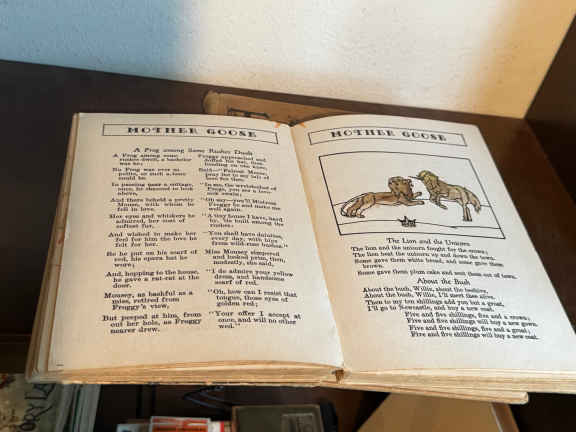 MOTHER GOOSE
A Frog among Some Rushes Dwelt
A Frog among some
rushes dwelt, a bachelor
was he;
No Frog was ever so
polite, or such a beau
could be.
In passing near a cottage,
once, he chanced to look
above,
And there beheld a pretty
Mouse, with whom he
fell in love.
Her eyes and whiskers he
admired, her coat of
softest fur,
And wished to make her
feel for him the love he
felt for her.
So he put on his scarf of
red, his opera hat he
wore;
And, hopping to the house,
he gave a rat-tat at the
door.
Mousey, as bashful as a
miss, retired from
Froggy's view,
But peeped at him, from
out her hole, as Froggy
nearer drew.
Froggy approached and
doffed his hat, then
bending on one knee,
Said—"Fairest Mouse,
pray list to my tale of
love for thee.
"In me, the wretchedest of
Frogs, you see a love-
sick swain;
"Oh say—you'll Mistress
Froggy be and make me
well again.
"A tiny house I have, hard
by, 'tis built among the
rushes;
"You shall have dainties,
every day, with hips
from wild-rose bushes."
Miss Mousey simpered
and looked prim, then,
modestly, she said,
"I do admire your yellow
dress, and handsome
scarf of red.
"Oh, how can I resist that
tongue, those eyes of
golden red;
"Your offer I accept at
once, and will no other
wed."
MOTHER GOOSE
The Lion and the Unicorn
The lion and the unicorn fought for the crown;
The lion beat the unicorn up and down the town.
Some gave them white bread, and some gave them
brown,
Some gave them plum cake and sent them out of town.
About the Bush
About the bush, Willie, about the beehive,
About the bush, Willie, I'll meet thee alive.
Then to my ten shillings add you but a groat,
I'll go to Newcastle, and buy a new coat.
Five and five shillings, five and a crown;
Five and five shillings will buy a new gown.
Five and five shillings, five and a groat;
Five and five shillings will buy a new coat.